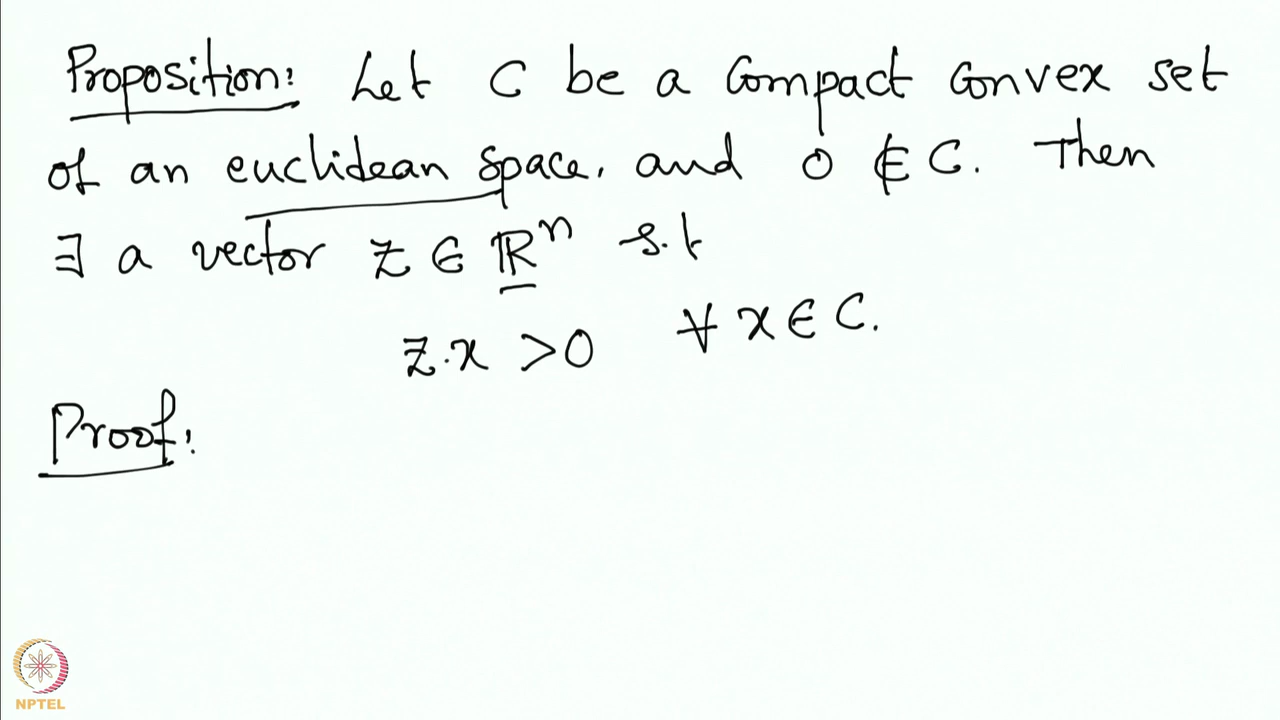 Proposition: Let C be a compact convex set
of an euclidean space, and 0 ∉ C. Then
∃ a vector z ∈ ℝⁿ s.t
z·x >0 ∀ x ∈ C.
Proof:
NPTEL